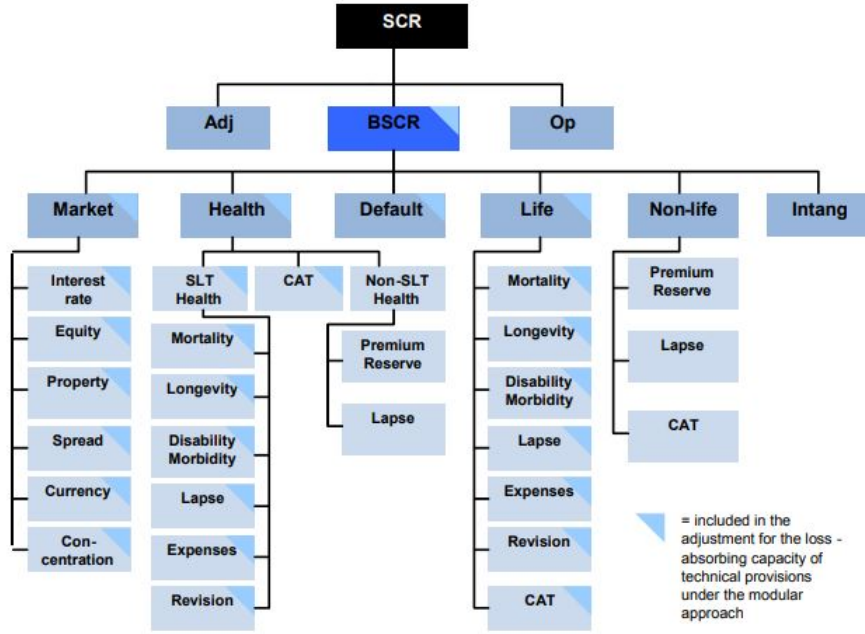 SCR
Adj
BSCR
Op
Market
Health
Default
Life
Non-life
Intang
Interest
rate
Equity
Property
Spread
Currency
Con-
centration
SLT
Health
CAT
Non-SLT
Health
Mortality
Longevity
Disability
Morbidity
Lapse
Expenses
Revision
Premium
Reserve
Lapse
Mortality
Longevity
Disability
Morbidity
Lapse
Expenses
Revision
CAT
Premium
Reserve
Lapse
CAT
= included in the
adjustment for the loss -
absorbing capacity of
technical provisions
under the modular
approach